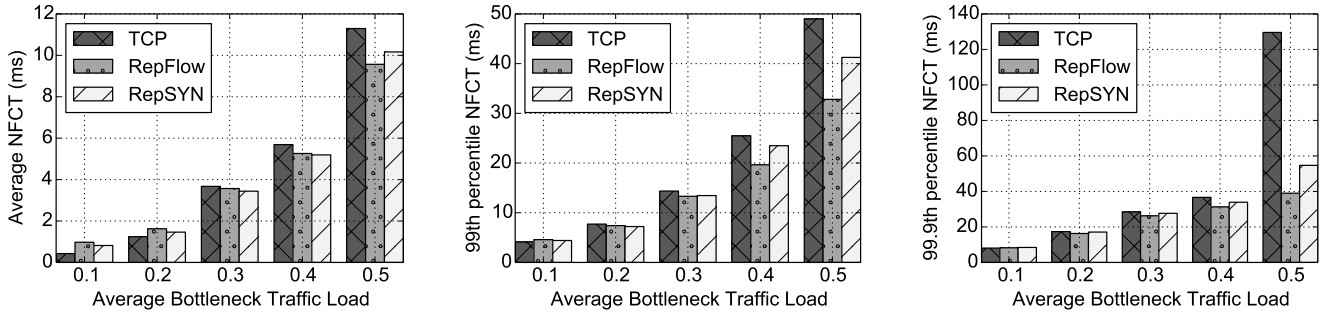 Average NFCT (ms)
12
10
8
6
4
2
0
TCP
RepFlow
RepSYN
0.1 0.2 0.3 0.4 0.5
Average Bottleneck Traffic Load
99th percentile NFCT (ms)
50
40
30
20
10
0
TCP
RepFlow
RepSYN
0.1 0.2 0.3 0.4 0.5
Average Bottleneck Traffic Load
99.9th percentile NFCT (ms)
140
120
100
80
60
40
20
0
TCP
RepFlow
RepSYN
0.1 0.2 0.3 0.4 0.5
Average Bottleneck Traffic Load